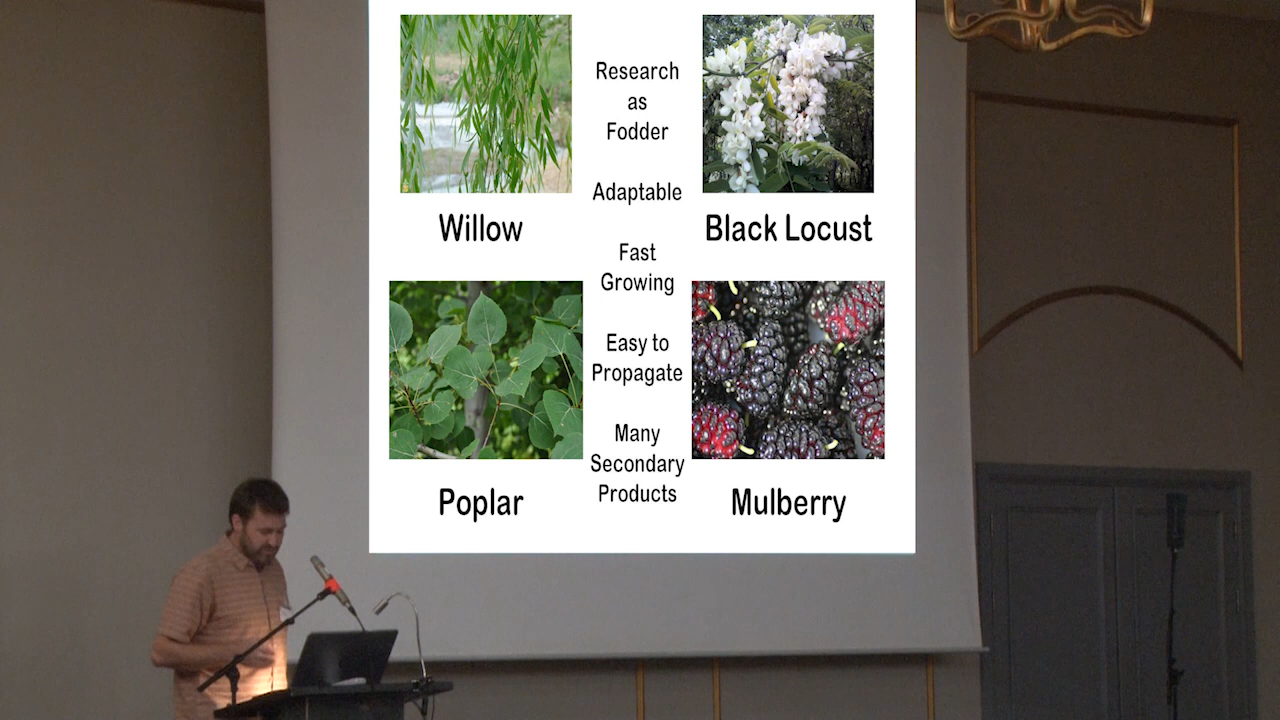 Research
as
Fodder
Adaptable
Willow
Black Locust
Fast
Growing
Easy to
Propagate
Many
Secondary
Products
Poplar
Mulberry